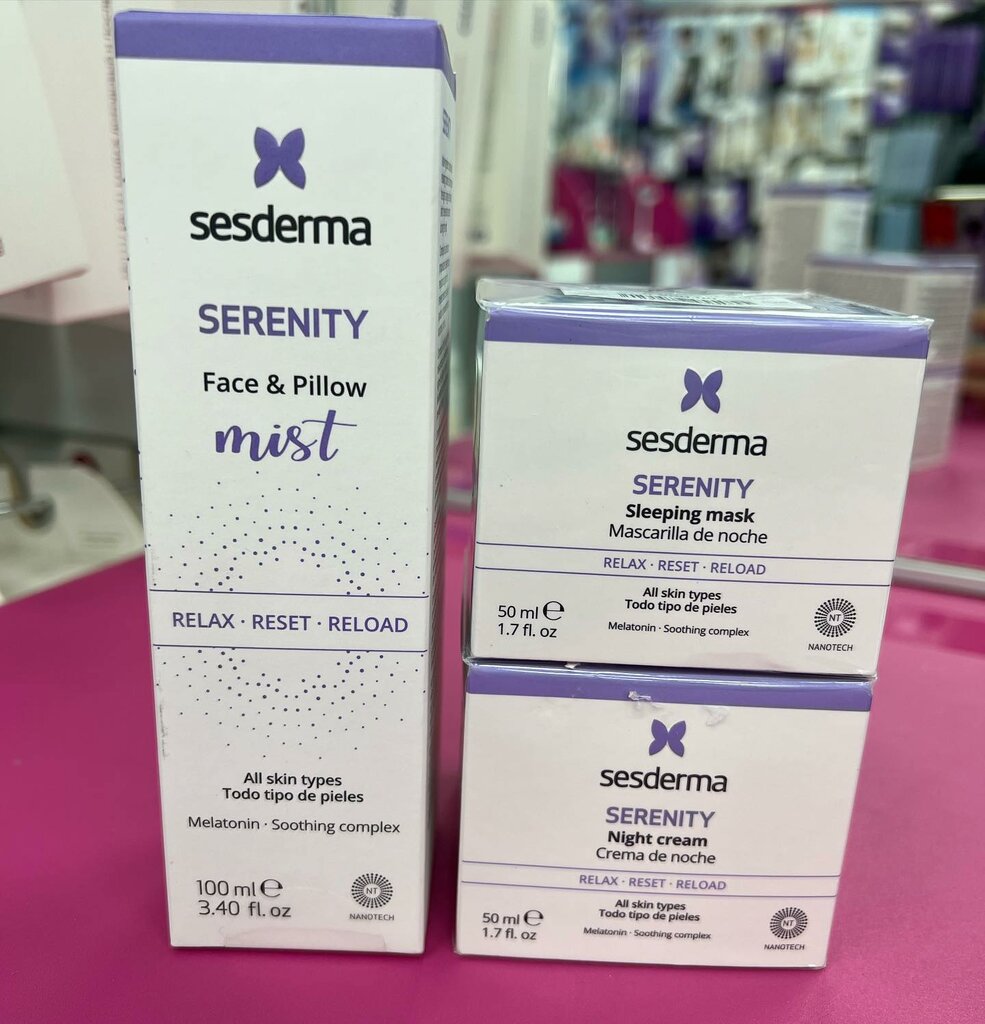 sesderma
SERENITY
Face & Pillow
mist
RELAX · RESET · RELOAD
All skin types
Todo tipo de pieles
Melatonin · Soothing complex
100 ml ℮
3.40 fl. oz
NT
NANOTECH
sesderma
SERENITY
Sleeping mask
Mascarilla de noche
RELAX · RESET · RELOAD
All skin types
Todo tipo de pieles
Melatonin · Soothing complex
50 ml ℮
1.7 fl. oz
NT
NANOTECH
sesderma
SERENITY
Night cream
Crema de noche
RELAX · RESET · RELOAD
All skin types
Todo tipo de pieles
Melatonin · Soothing complex
50 ml ℮
1.7 fl. oz
NT
NANOTECH